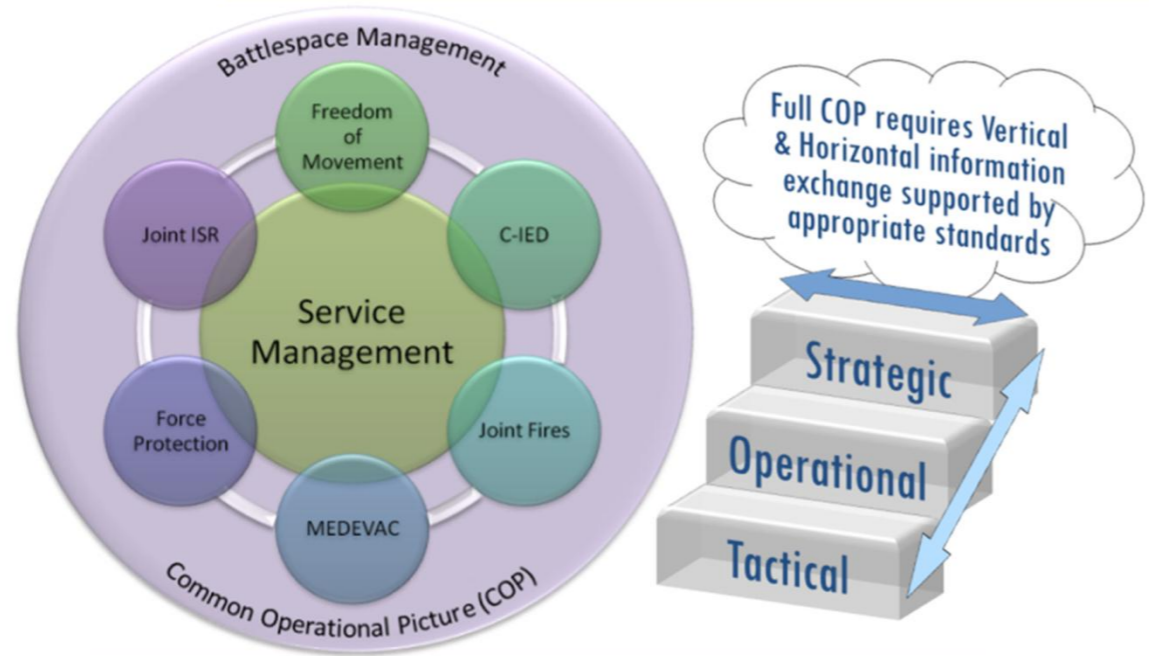 Battlespace Management
Freedom
of
Movement
Joint ISR
C-IED
Service
Management
Force
Protection
Joint Fires
MEDEVAC
Common Operational Picture (COP)
Full COP requires Vertical
& Horizontal information
exchange supported by
appropriate standards
Strategic
Operational
Tactical